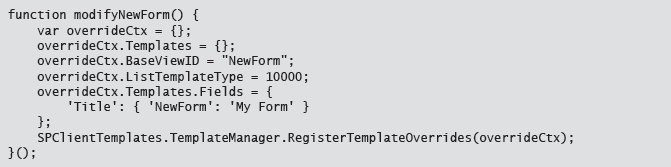 function modifyNewForm() {
    var overrideCtx = {};
    overrideCtx.Templates = {};
    overrideCtx.BaseViewID = "NewForm";
    overrideCtx.ListTemplateType = 10000;
    overrideCtx.Templates.Fields = {
        'Title': { 'NewForm': 'My Form' }
    };
    SPClientTemplates.TemplateManager.RegisterTemplateOverrides(overrideCtx);
}();